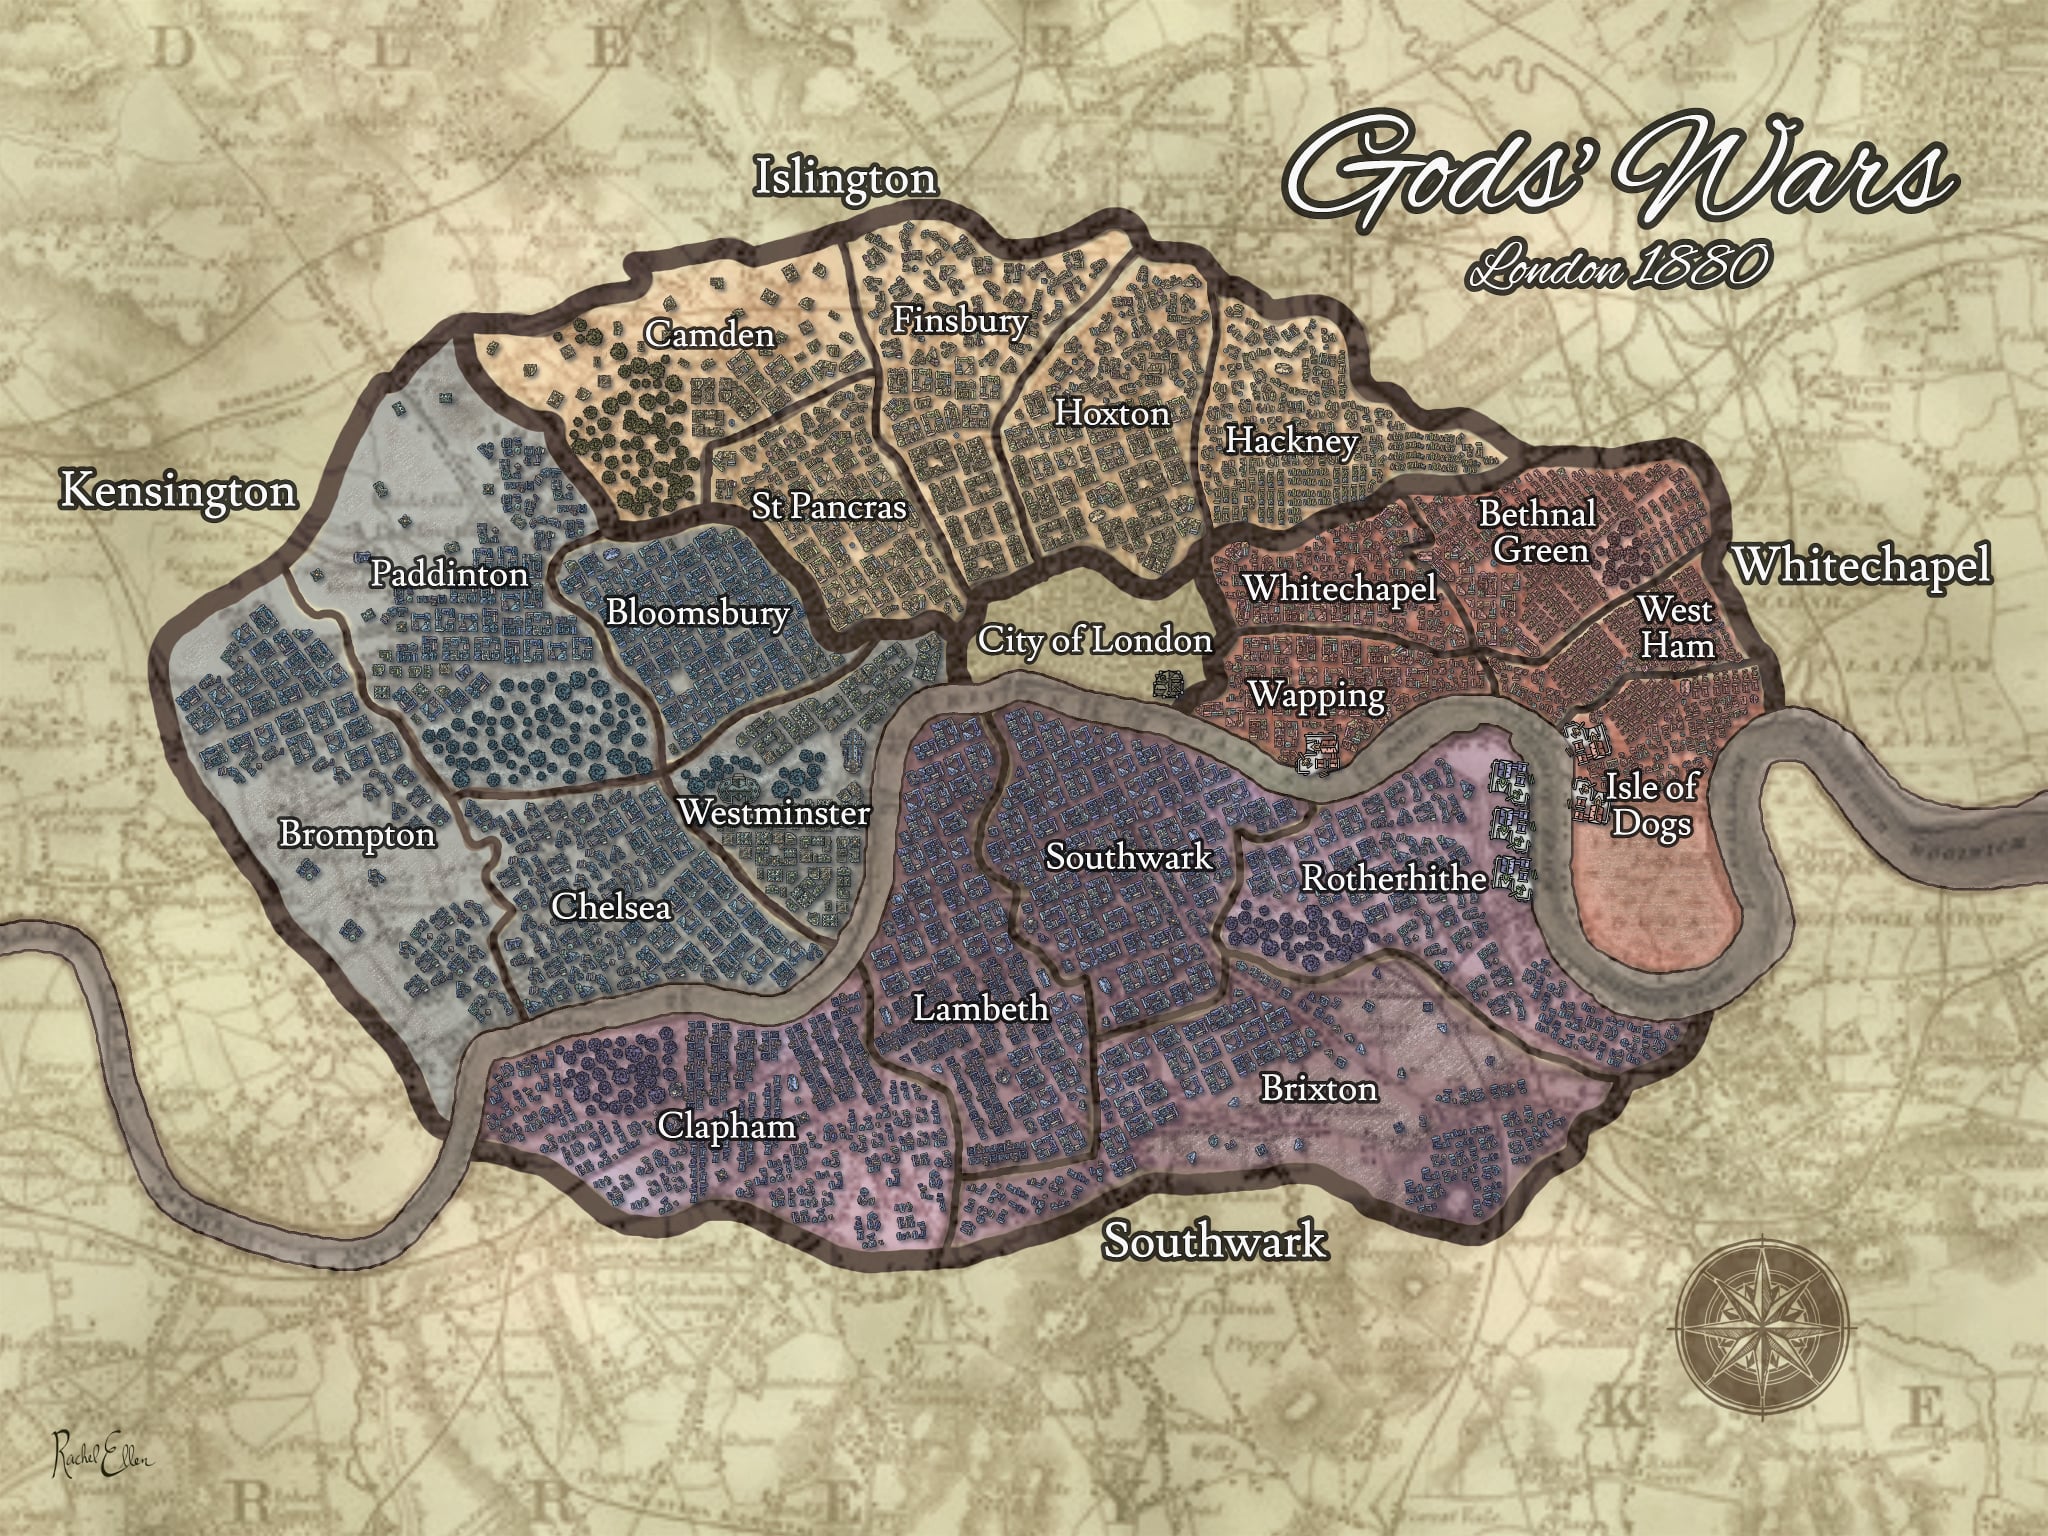 D L E S E X
Gods' Wars
London 1880
Islington
Camden
Finsbury
Hoxton
Hackney
Kensington
St Pancras
Bethnal
Green
Whitechapel
Paddinton
Bloomsbury
Whitechapel
West
Ham
City of London
Wapping
Brompton
Westminster
Isle of
Dogs
Chelsea
Southwark
Rotherhithe
Lambeth
Brixton
Clapham
Southwark
K E
Rachel Ellen
R R E Y